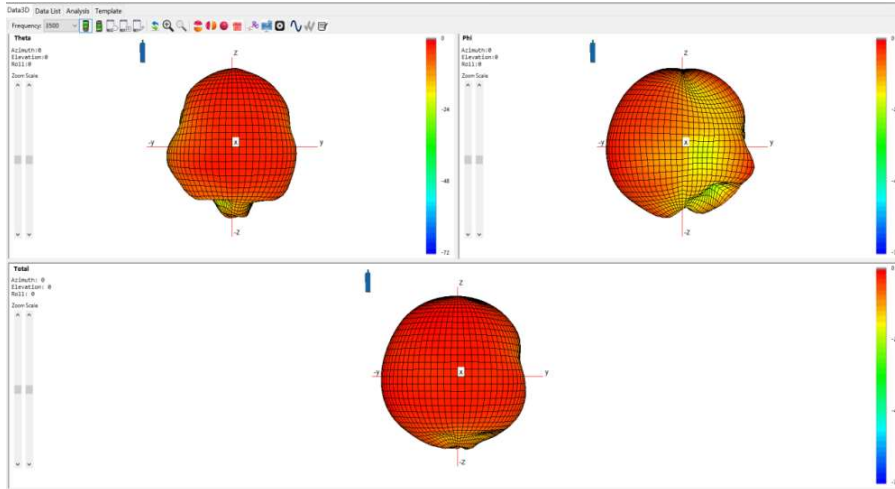 Data3D Data List Analysis Template
Frequency: 3500
Theta
Azimuth:0
Elevation:0
Roll:0
Zoom Scale
z
-y
x
y
-z
0
-24
-48
-72
Phi
Azimuth:0
Elevation:0
Roll:0
Zoom Scale
z
-y
x
y
-z
Total
Azimuth: 0
Elevation: 0
Roll: 0
Zoom Scale
z
-y
x
y
-z